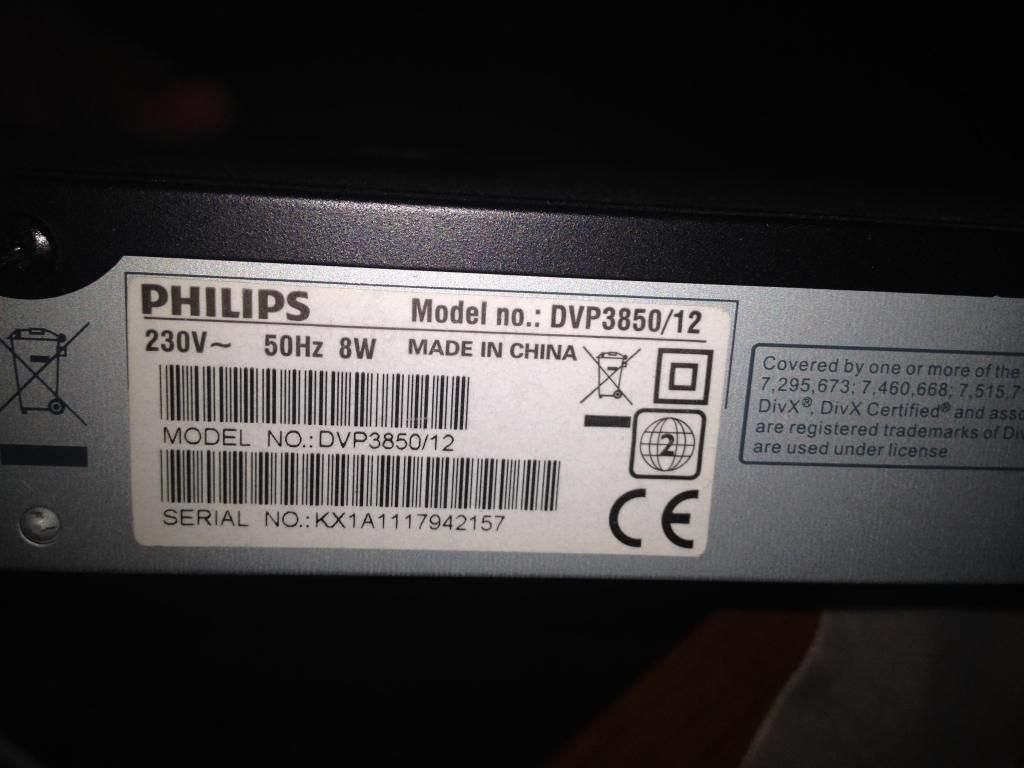 PHILIPS Model no.: DVP3850/12
230V~ 50Hz 8W MADE IN CHINA
MODEL NO.:DVP3850/12
2
SERIAL NO.:KX1A1117942157
CE
Covered by one or more of the
7,295,673; 7,460,668; 7,515,7
DivX®, DivX Certified® and asso
are registered trademarks of Div
are used under license.